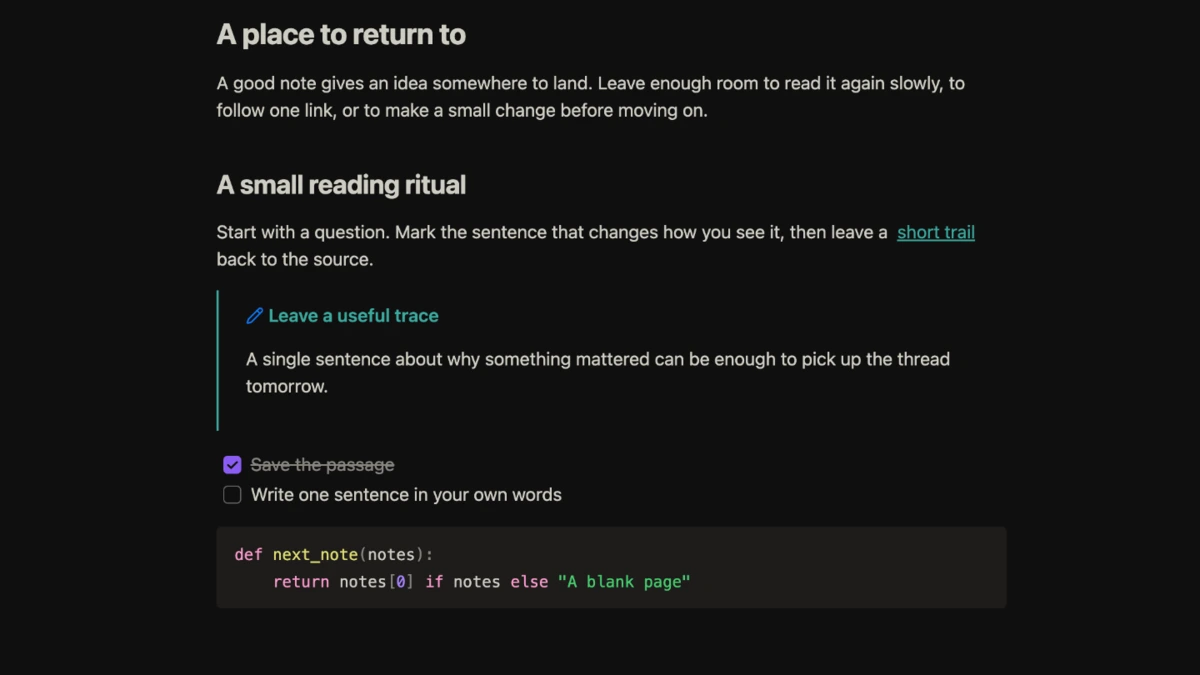 A place to return to
A good note gives an idea somewhere to land. Leave enough room to read it again slowly, to
follow one link, or to make a small change before moving on.
A small reading ritual
Start with a question. Mark the sentence that changes how you see it, then leave a short trail
back to the source.
Leave a useful trace
A single sentence about why something mattered can be enough to pick up the thread
tomorrow.
Save the passage
Write one sentence in your own words
def next_note(notes):
    return notes[0] if notes else "A blank page"